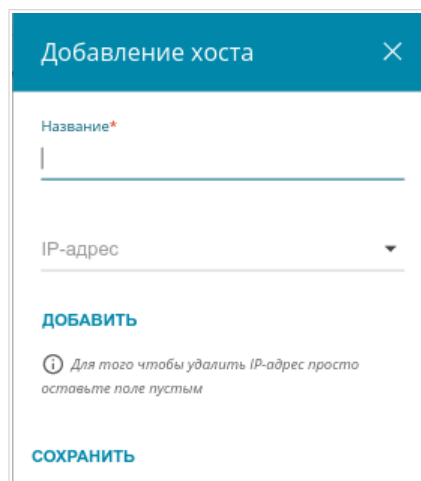 Добавление хоста
Название*
IP-адрес
ДОБАВИТЬ
Для того чтобы удалить IP-адрес просто
оставьте поле пустым
СОХРАНИТЬ